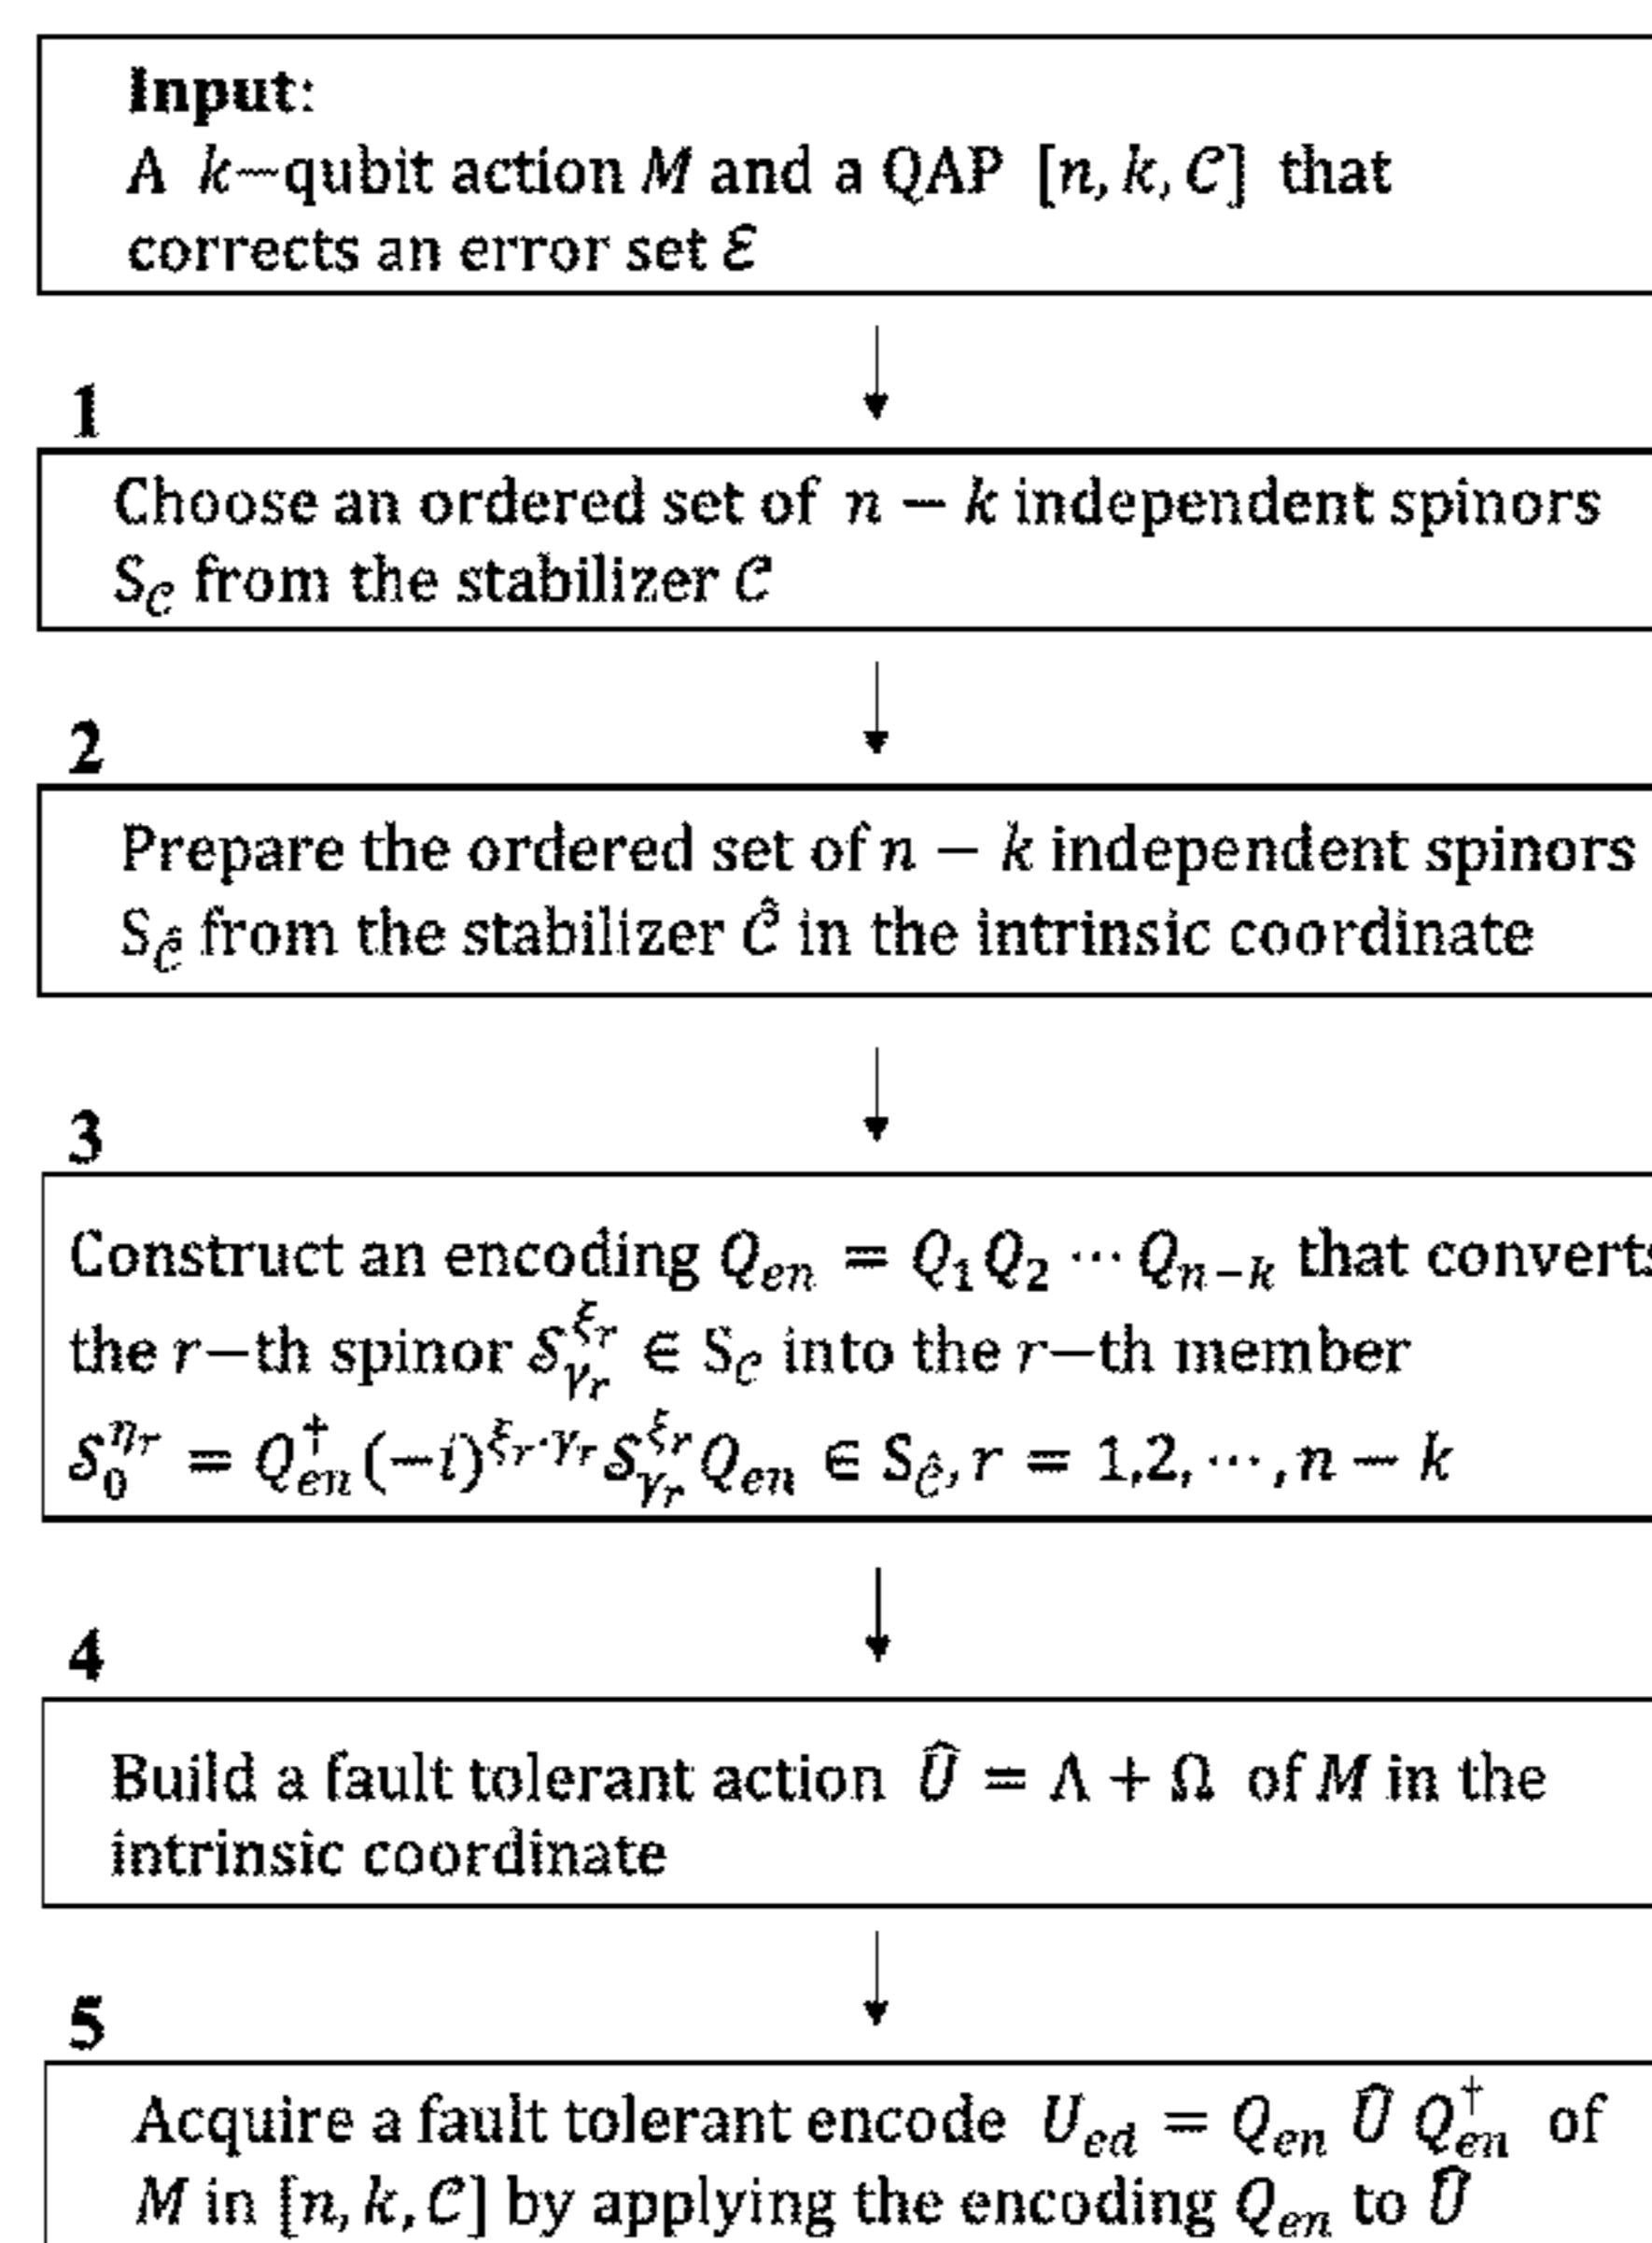 Input:
A k−qubit action M and a QAP [n, k, 𝒞] that
corrects an error set ℰ
1
Choose an ordered set of n − k independent spinors
S_𝒞 from the stabilizer 𝒞
2
Prepare the ordered set of n − k independent spinors
S_𝒞̂ from the stabilizer 𝒞̂ in the intrinsic coordinate
3
Construct an encoding Q_en = Q_1 Q_2 ⋯ Q_{n−k} that converts
the r−th spinor 𝒮_{γ_r}^{ξ_r} ∈ S_𝒞 into the r−th member
𝒮_0^{η_r} = Q_en^† (−i)^{ξ_r·γ_r} 𝒮_{γ_r}^{ξ_r} Q_en ∈ S_𝒞̂, r = 1,2, ⋯ , n − k
4
Build a fault tolerant action Û = Λ + Ω of M in the
intrinsic coordinate
5
Acquire a fault tolerant encode U_ed = Q_en Û Q_en^† of
M in [n, k, 𝒞] by applying the encoding Q_en to Û